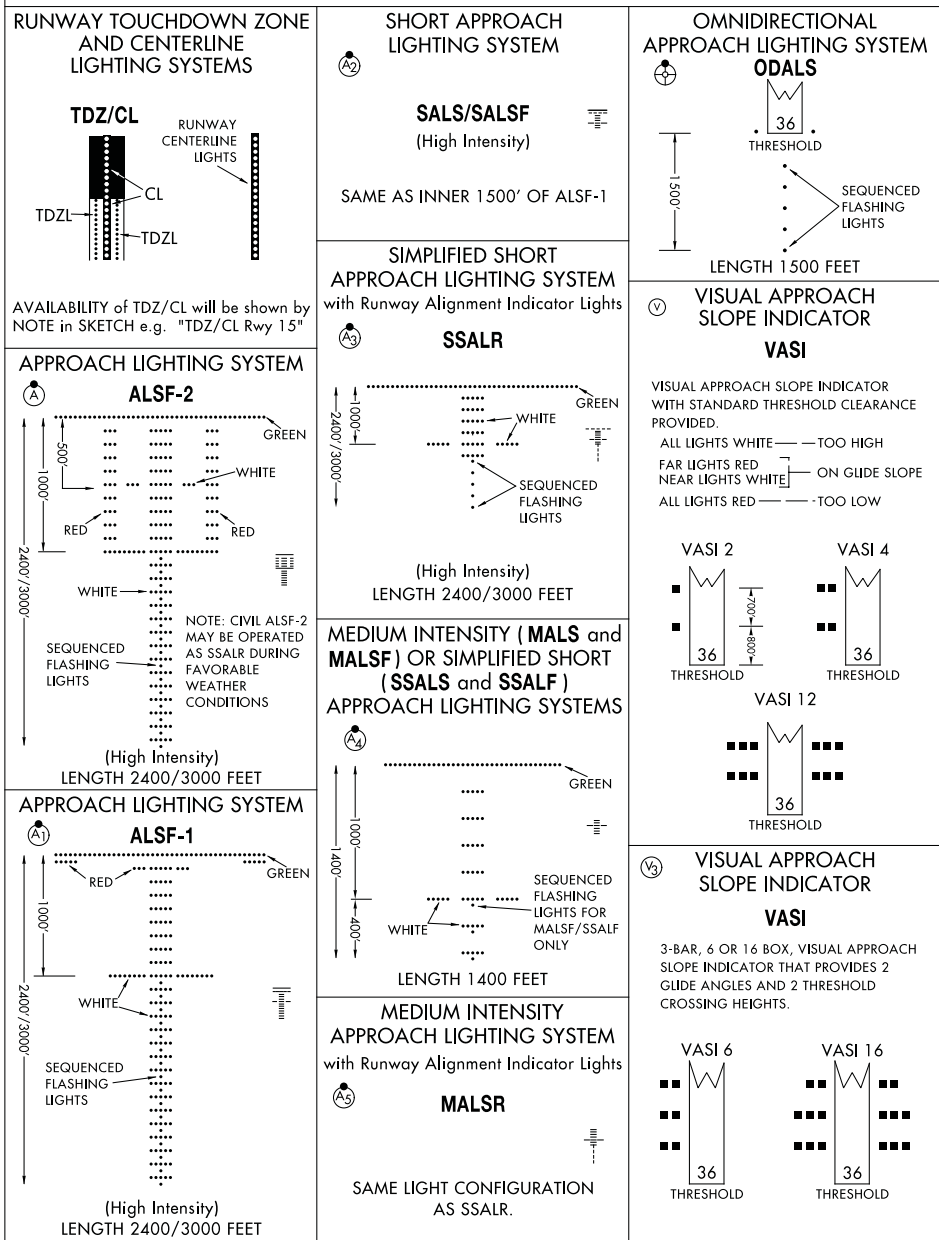 RUNWAY TOUCHDOWN ZONE
AND CENTERLINE
LIGHTING SYSTEMS
TDZ/CL
RUNWAY
CENTERLINE
LIGHTS
CL
TDZL
TDZL
AVAILABILITY of TDZ/CL will be shown by
NOTE in SKETCH e.g. "TDZ/CL Rwy 15"
APPROACH LIGHTING SYSTEM
A
ALSF-2
GREEN
500'
1000'
WHITE
RED
RED
2400'/3000'
WHITE
NOTE: CIVIL ALSF-2
MAY BE OPERATED
AS SSALR DURING
FAVORABLE
WEATHER
CONDITIONS
SEQUENCED
FLASHING
LIGHTS
(High Intensity)
LENGTH 2400/3000 FEET
APPROACH LIGHTING SYSTEM
A1
ALSF-1
GREEN
RED
1000'
WHITE
2400'/3000'
SEQUENCED
FLASHING
LIGHTS
(High Intensity)
LENGTH 2400/3000 FEET
SHORT APPROACH
LIGHTING SYSTEM
A2
SALS/SALSF
(High Intensity)
SAME AS INNER 1500' OF ALSF-1
SIMPLIFIED SHORT
APPROACH LIGHTING SYSTEM
with Runway Alignment Indicator Lights
A3
SSALR
GREEN
1000'
WHITE
2400'/3000'
SEQUENCED
FLASHING
LIGHTS
(High Intensity)
LENGTH 2400/3000 FEET
MEDIUM INTENSITY (MALS and
MALSF) OR SIMPLIFIED SHORT
(SSALS and SSALF)
APPROACH LIGHTING SYSTEMS
A4
GREEN
1000'
1400'
SEQUENCED
FLASHING
LIGHTS FOR
MALSF/SSALF
ONLY
WHITE
400'
LENGTH 1400 FEET
MEDIUM INTENSITY
APPROACH LIGHTING SYSTEM
with Runway Alignment Indicator Lights
A5
MALSR
SAME LIGHT CONFIGURATION
AS SSALR.
OMNIDIRECTIONAL
APPROACH LIGHTING SYSTEM
ODALS
36
THRESHOLD
1500'
SEQUENCED
FLASHING
LIGHTS
LENGTH 1500 FEET
V
VISUAL APPROACH
SLOPE INDICATOR
VASI
VISUAL APPROACH SLOPE INDICATOR
WITH STANDARD THRESHOLD CLEARANCE
PROVIDED.
ALL LIGHTS WHITE — — TOO HIGH
FAR LIGHTS RED
NEAR LIGHTS WHITE — ON GLIDE SLOPE
ALL LIGHTS RED — — - TOO LOW
VASI 2
VASI 4
700'
800'
36
36
THRESHOLD
THRESHOLD
VASI 12
36
THRESHOLD
V3
VISUAL APPROACH
SLOPE INDICATOR
VASI
3-BAR, 6 OR 16 BOX, VISUAL APPROACH
SLOPE INDICATOR THAT PROVIDES 2
GLIDE ANGLES AND 2 THRESHOLD
CROSSING HEIGHTS.
VASI 6
VASI 16
36
36
THRESHOLD
THRESHOLD